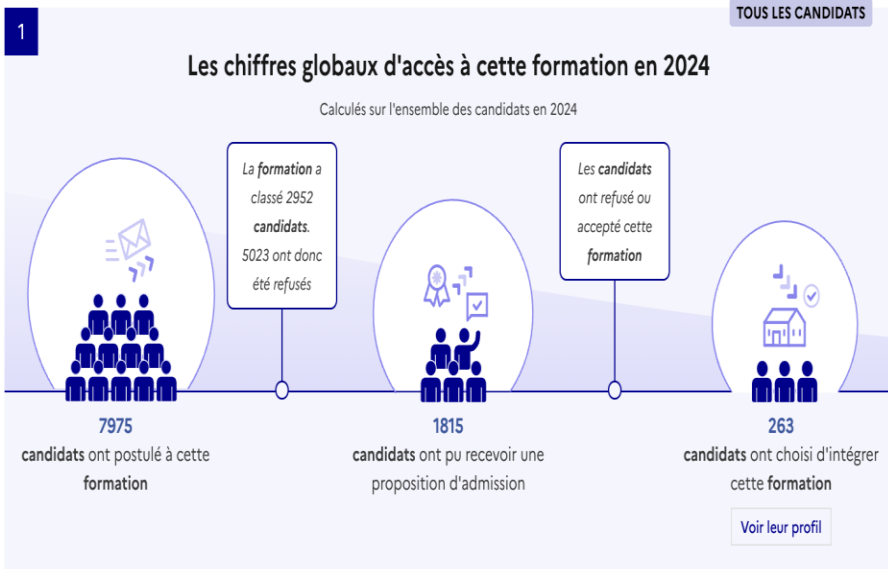 TOUS LES CANDIDATS
1
Les chiffres globaux d'accès à cette formation en 2024
Calculés sur l'ensemble des candidats en 2024
La formation a
classé 2952
candidats.
5023 ont donc
été refusés
Les candidats
ont refusé ou
accepté cette
formation
7975
candidats ont postulé à cette
formation
1815
candidats ont pu recevoir une
proposition d'admission
263
candidats ont choisi d'intégrer
cette formation
Voir leur profil